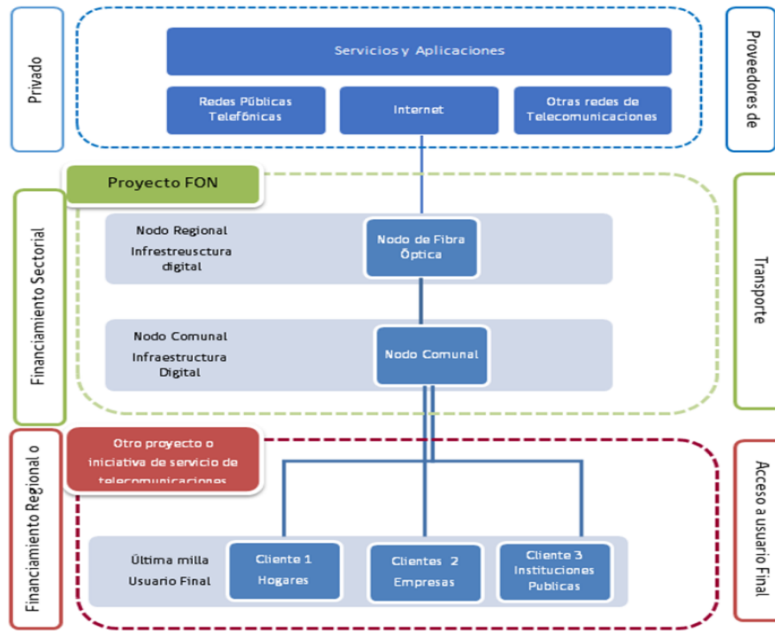 Privado
Servicios y Aplicaciones
Redes Públicas
Telefónicas
Internet
Otras redes de
Telecomunicaciones
Proveedores de
Proyecto FON
Financiamiento Sectorial
Nodo Regional
Infrestreusctura
digital
Nodo de Fibra
Óptica
Nodo Comunal
Infraestructura
Digital
Nodo Comunal
Transporte
Otro proyecto o
iniciativa de servicio de
telecomunicaciones
Financiamiento Regional o
Última milla
Usuario Final
Cliente 1
Hogares
Clientes 2
Empresas
Cliente 3
Instituciones
Publicas
Acceso a usuario Final